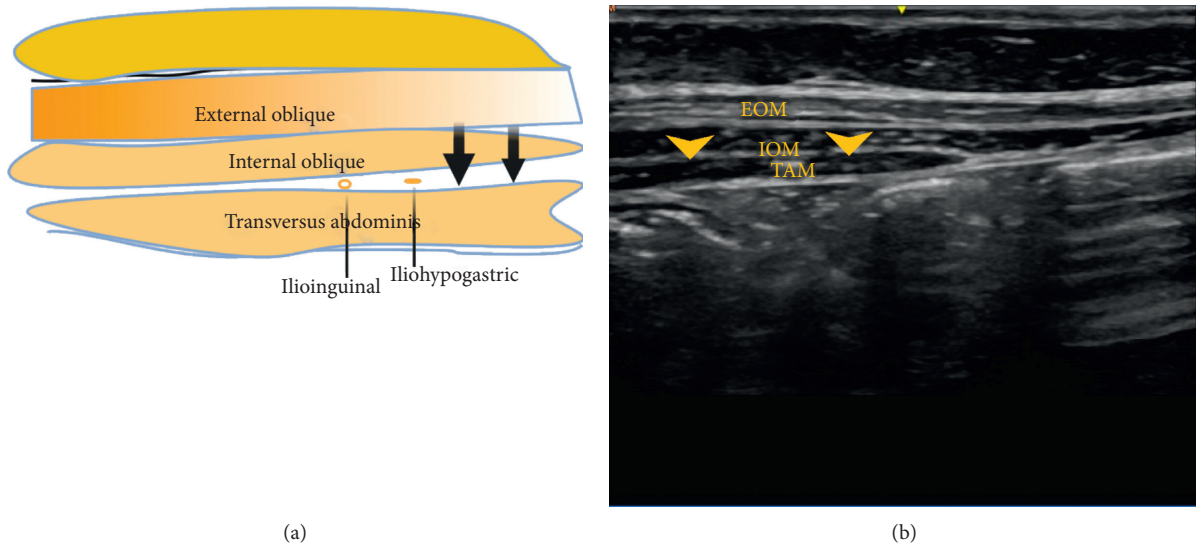 External oblique
Internal oblique
Transversus abdominis
Ilioinguinal
Iliohypogastric
EOM
IOM
TAM
(a)
(b)